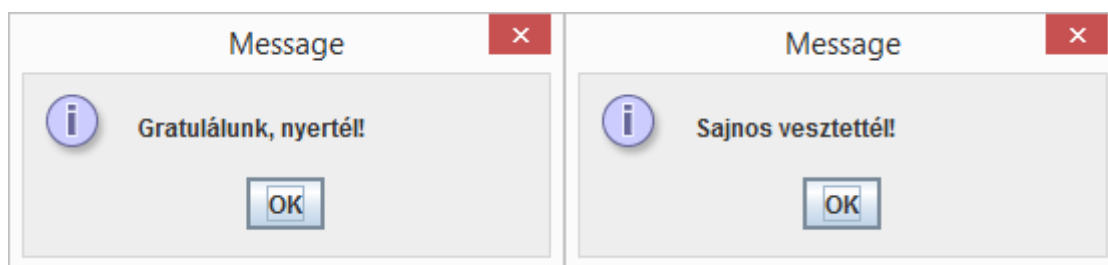 Message
×
Gratulálunk, nyertél!
OK
Message
×
Sajnos vesztettél!
OK